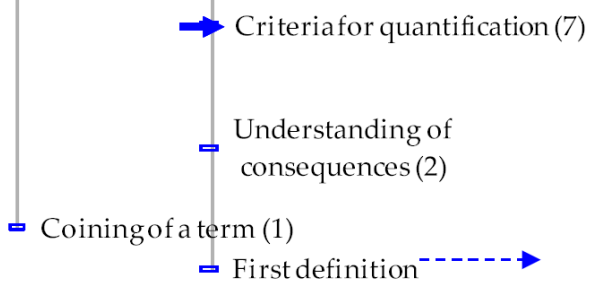 Criteria for quantification (7)
Understanding of
consequences (2)
Coining of a term (1)
First definition